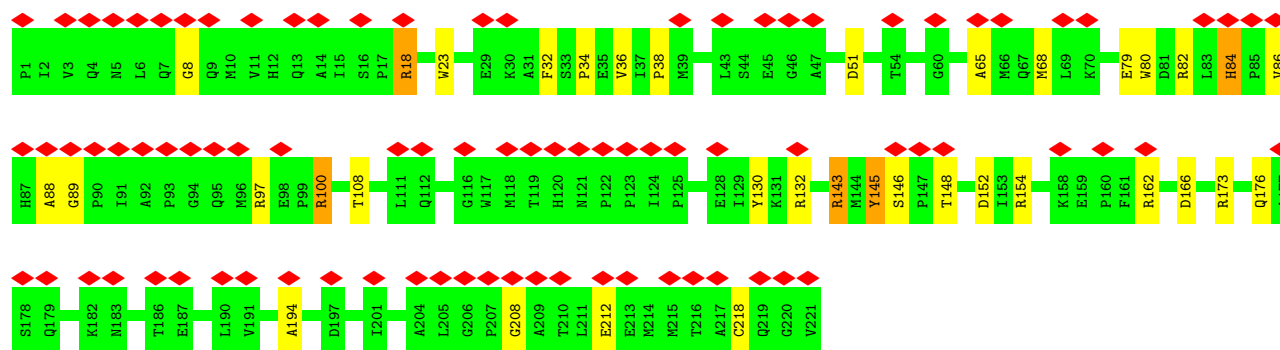 P1 I2 V3 Q4 N5 L6 Q7 G8 Q9 M10 V11 H12 Q13 A14 I15 S16 P17 R18 W23 E29 K30 A31 F32 S33 P34 E35 V36 I37 P38 M39 L43 S44 E45 G46 A47 D51 T54 G60 A65 M66 Q67 M68 L69 K70 E79 W80 D81 R82 L83 H84 P85 V86
H87 A88 G89 P90 I91 A92 P93 G94 Q95 M96 R97 E98 P99 R100 T108 L111 Q112 G116 W117 M118 T119 H120 N121 P122 P123 I124 P125 E128 I129 Y130 K131 R132 R143 M144 Y145 S146 P147 T148 D152 I153 R154 K158 E159 P160 F161 R162 D166 R173 Q176
S178 Q179 K182 N183 T186 E187 L190 V191 A194 D197 I201 A204 L205 G206 P207 G208 A209 T210 L211 E212 E213 M214 M215 T216 A217 C218 Q219 G220 V221